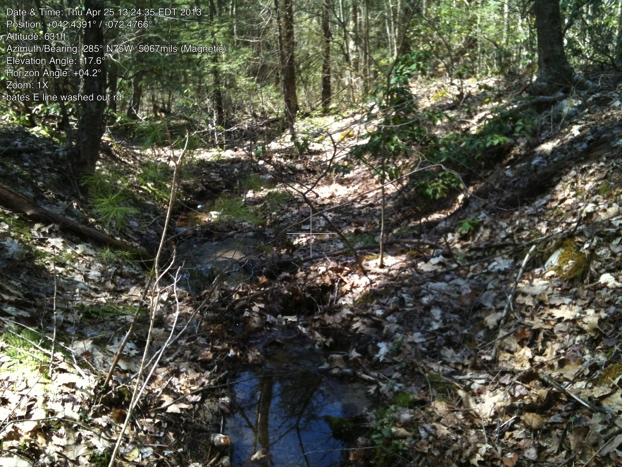 Date & Time: Thu Apr 25 13:24:35 EDT 2013
Position: +042.4391° / -072.4766°
Altitude: 631ft
Azimuth/Bearing: 285° N75W 5067mils (Magnetic)
Elevation Angle: -17.6°
Horizon Angle: +04.2°
Zoom: 1X
bates E line washed out rd